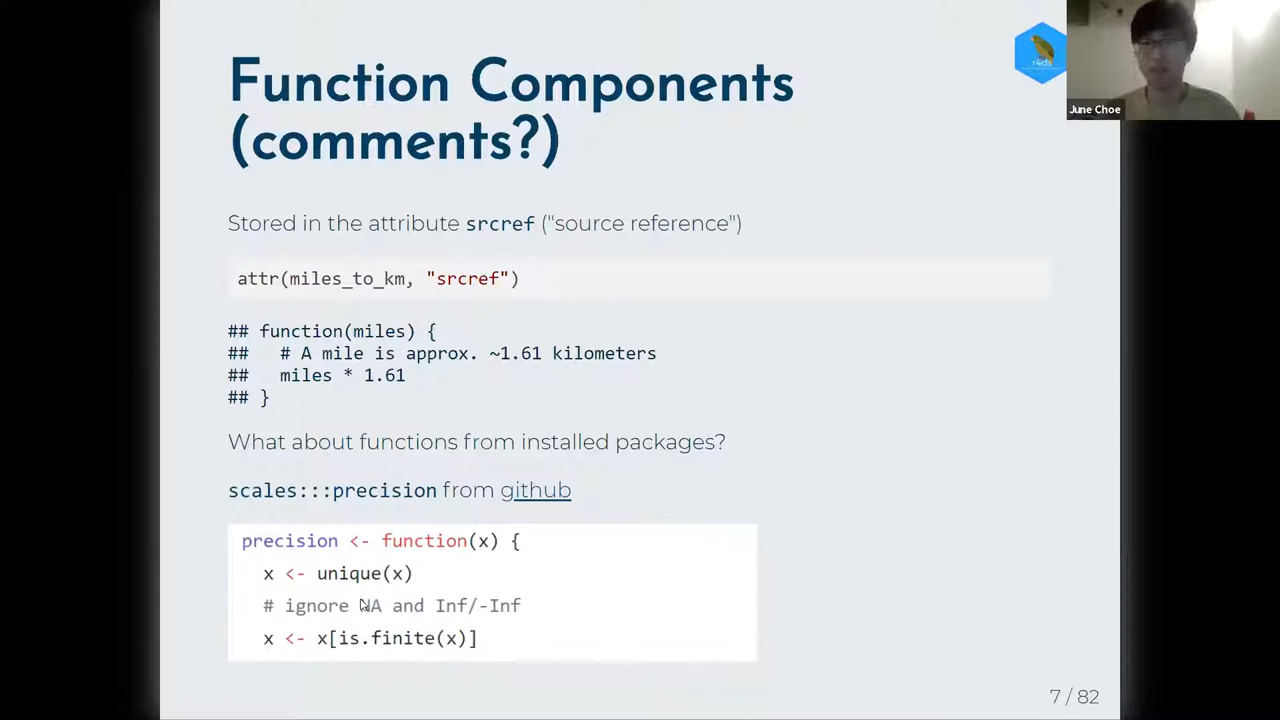 Function Components
(comments?)
r4ds
June Choe
Stored in the attribute srcref ("source reference")
attr(miles_to_km, "srcref")
## function(miles) {
##   # A mile is approx. ~1.61 kilometers
##   miles * 1.61
## }
What about functions from installed packages?
scales:::precision from github
precision <- function(x) {
  x <- unique(x)
  # ignore NA and Inf/-Inf
  x <- x[is.finite(x)]
7 / 82